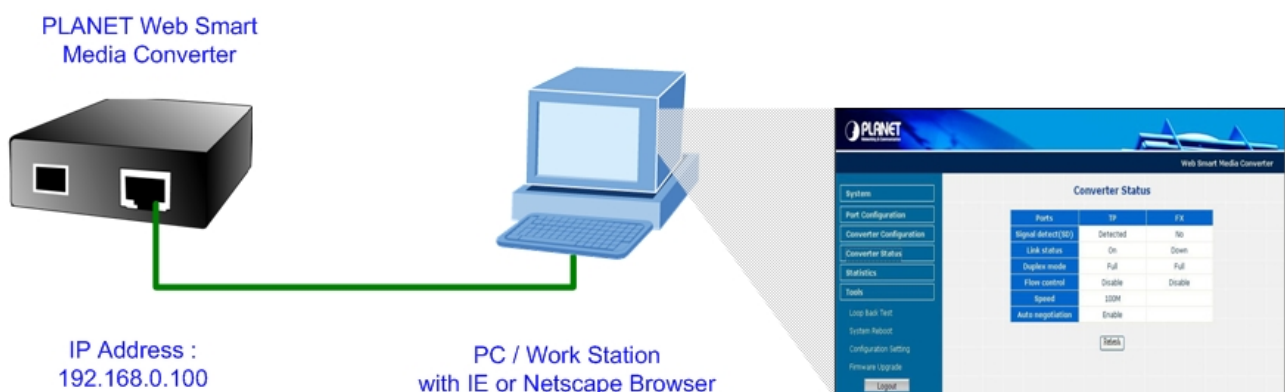 PLANET Web Smart
Media Converter
IP Address :
192.168.0.100
PC / Work Station
with IE or Netscape Browser
PLANET
Networking & Communication
Web Smart Media Converter
System
Port Configuration
Converter Configuration
Converter Status
Statistics
Tools
Loop Back Test
System Reboot
Configuration Setting
Firmware Upgrade
Logout
Converter Status
Ports TP FX
Signal detect(SD) Detected No
Link status On Down
Duplex mode Full Full
Flow control Disable Disable
Speed 100M
Auto negotiation Enable
Refresh